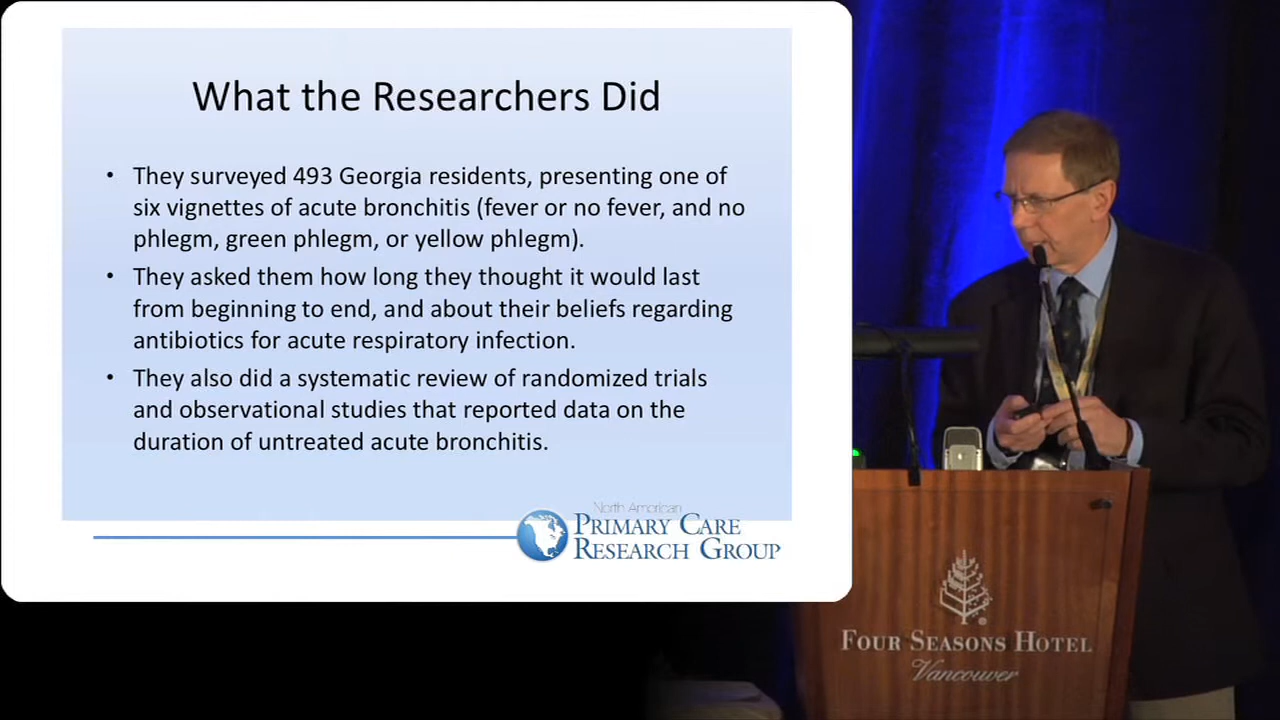 What the Researchers Did
• They surveyed 493 Georgia residents, presenting one of
six vignettes of acute bronchitis (fever or no fever, and no
phlegm, green phlegm, or yellow phlegm).
• They asked them how long they thought it would last
from beginning to end, and about their beliefs regarding
antibiotics for acute respiratory infection.
• They also did a systematic review of randomized trials
and observational studies that reported data on the
duration of untreated acute bronchitis.
North American
PRIMARY CARE
RESEARCH GROUP
FOUR SEASONS HOTEL
Vancouver